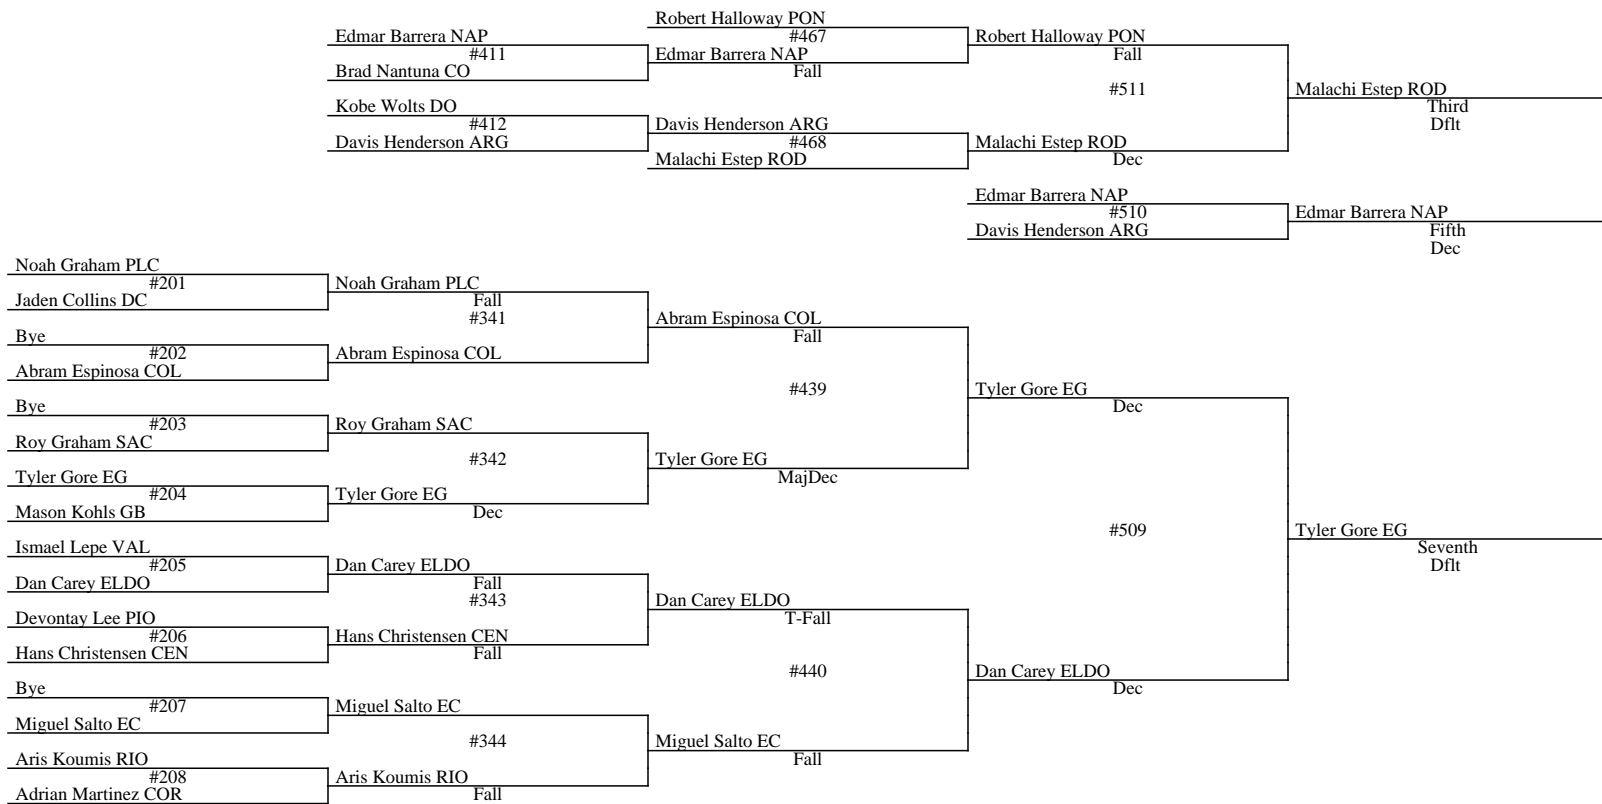 Robert Halloway PON
#467
Edmar Barrera NAP
Fall
Edmar Barrera NAP
#411
Brad Nantuna CO
Robert Halloway PON
Fall
#511
Malachi Estep ROD
Third
Dflt
Kobe Wolts DO
#412
Davis Henderson ARG
Davis Henderson ARG
#468
Malachi Estep ROD
Malachi Estep ROD
Dec
Edmar Barrera NAP
#510
Davis Henderson ARG
Edmar Barrera NAP
Fifth
Dec
Noah Graham PLC
#201
Jaden Collins DC
Noah Graham PLC
Fall
#341
Bye
#202
Abram Espinosa COL
Abram Espinosa COL
Abram Espinosa COL
Fall
#439
Bye
#203
Roy Graham SAC
Roy Graham SAC
#342
Tyler Gore EG
#204
Mason Kohls GB
Tyler Gore EG
Dec
Tyler Gore EG
MajDec
Tyler Gore EG
Dec
#509
Tyler Gore EG
Seventh
Dflt
Ismael Lepe VAL
#205
Dan Carey ELDO
Dan Carey ELDO
Fall
#343
Devontay Lee PIO
#206
Hans Christensen CEN
Hans Christensen CEN
Fall
Dan Carey ELDO
T-Fall
#440
Dan Carey ELDO
Dec
Bye
#207
Miguel Salto EC
Miguel Salto EC
#344
Aris Koumis RIO
#208
Adrian Martinez COR
Aris Koumis RIO
Fall
Miguel Salto EC
Fall